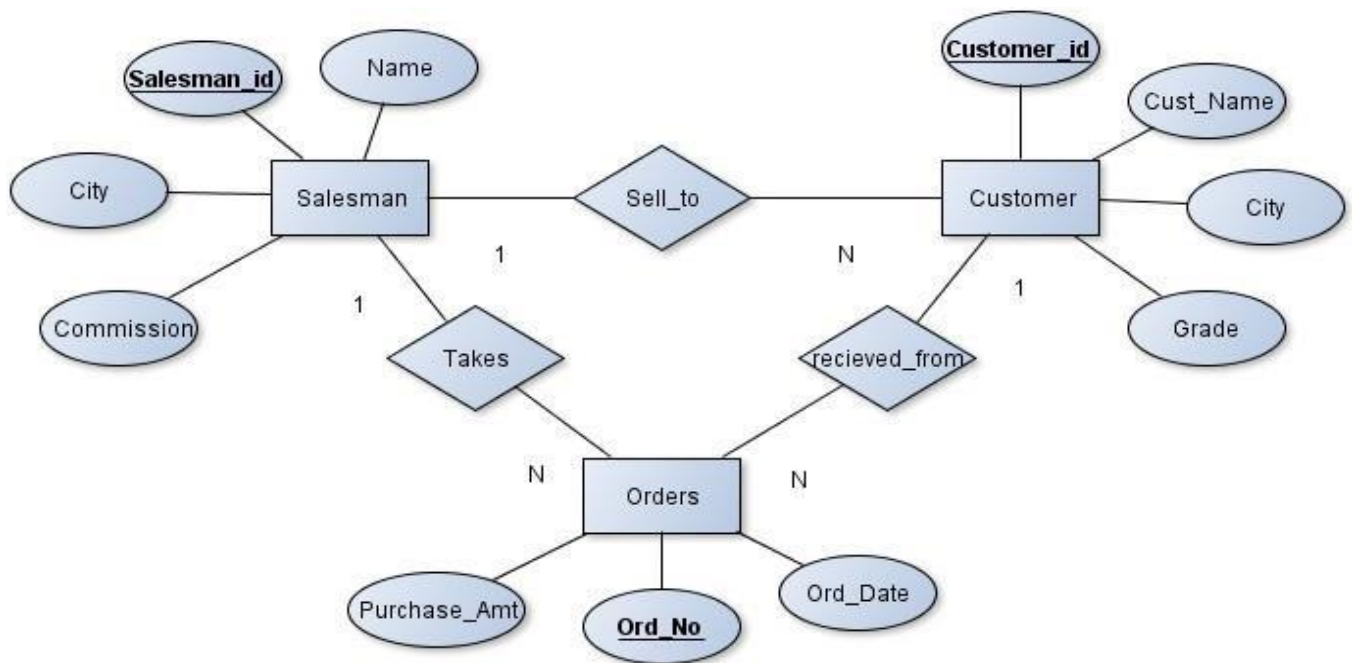 Customer_id
Salesman_id
Name
Cust_Name
City
Salesman
Sell_to
Customer
City
1
N
1
1
Commission
Grade
Takes
recieved_from
N
N
Orders
Purchase_Amt
Ord_No
Ord_Date